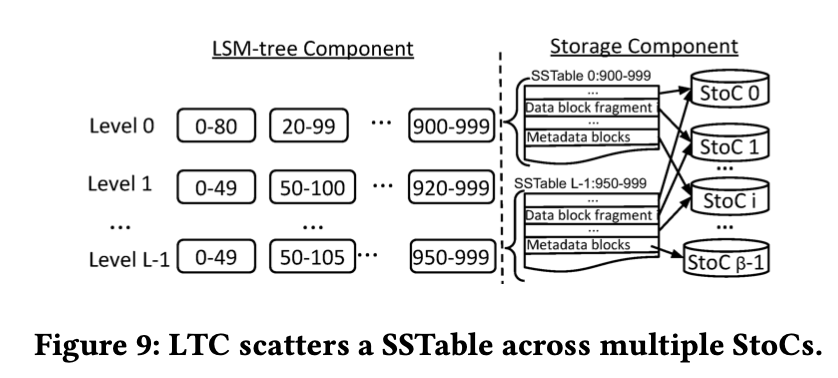 LSM-tree Component
Storage Component
Level 0
0-80
20-99
...
900-999
Level 1
0-49
50-100
...
920-999
...
...
Level L-1
0-49
50-105
...
950-999
SSTable 0:900-999
...
Data block fragment
...
Metadata blocks
SSTable L-1:950-999
...
Data block fragment
...
Metadata blocks
StoC 0
StoC 1
...
StoC i
...
StoC β-1
Figure 9: LTC scatters a SSTable across multiple StoCs.